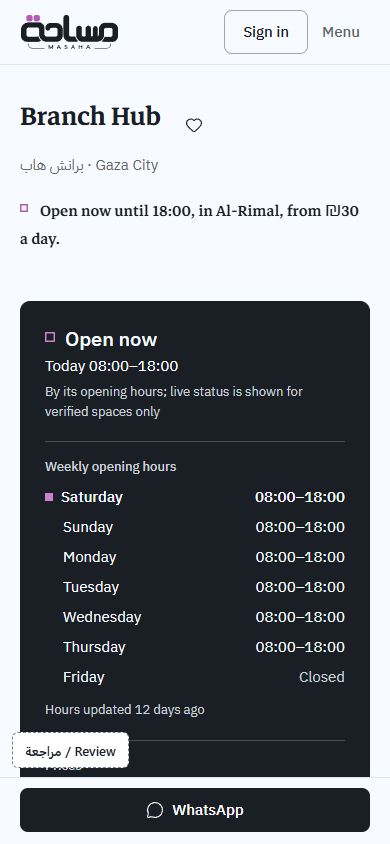 مساحة
MASAHA
Sign in
Menu
Branch Hub
برانش هاب · Gaza City
Open now until 18:00, in Al-Rimal, from ₪30
a day.
Open now
Today 08:00–18:00
By its opening hours; live status is shown for
verified spaces only
Weekly opening hours
Saturday 08:00–18:00
Sunday 08:00–18:00
Monday 08:00–18:00
Tuesday 08:00–18:00
Wednesday 08:00–18:00
Thursday 08:00–18:00
Friday Closed
Hours updated 12 days ago
مراجعة / Review
WhatsApp